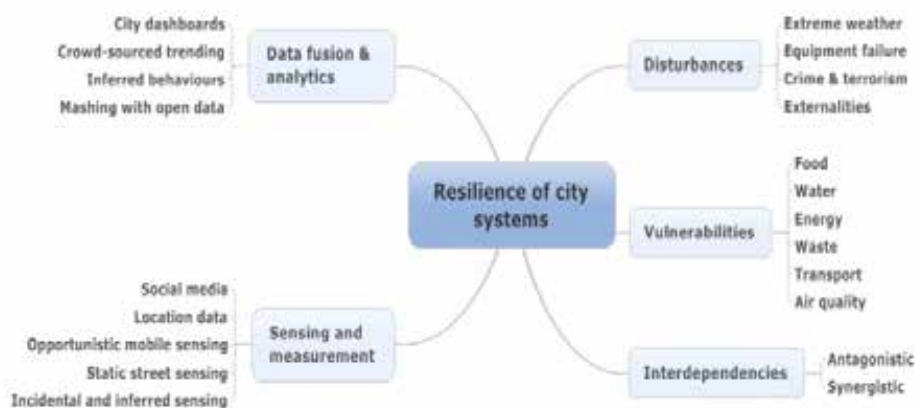 City dashboards
Crowd-sourced trending
Inferred behaviours
Mashing with open data
Data fusion &
analytics
Disturbances
Extreme weather
Equipment failure
Crime & terrorism
Externalities
Resilience of city
systems
Vulnerabilities
Food
Water
Energy
Waste
Transport
Air quality
Social media
Location data
Opportunistic mobile sensing
Static street sensing
Incidental and inferred sensing
Sensing and
measurement
Interdependencies
Antagonistic
Synergistic